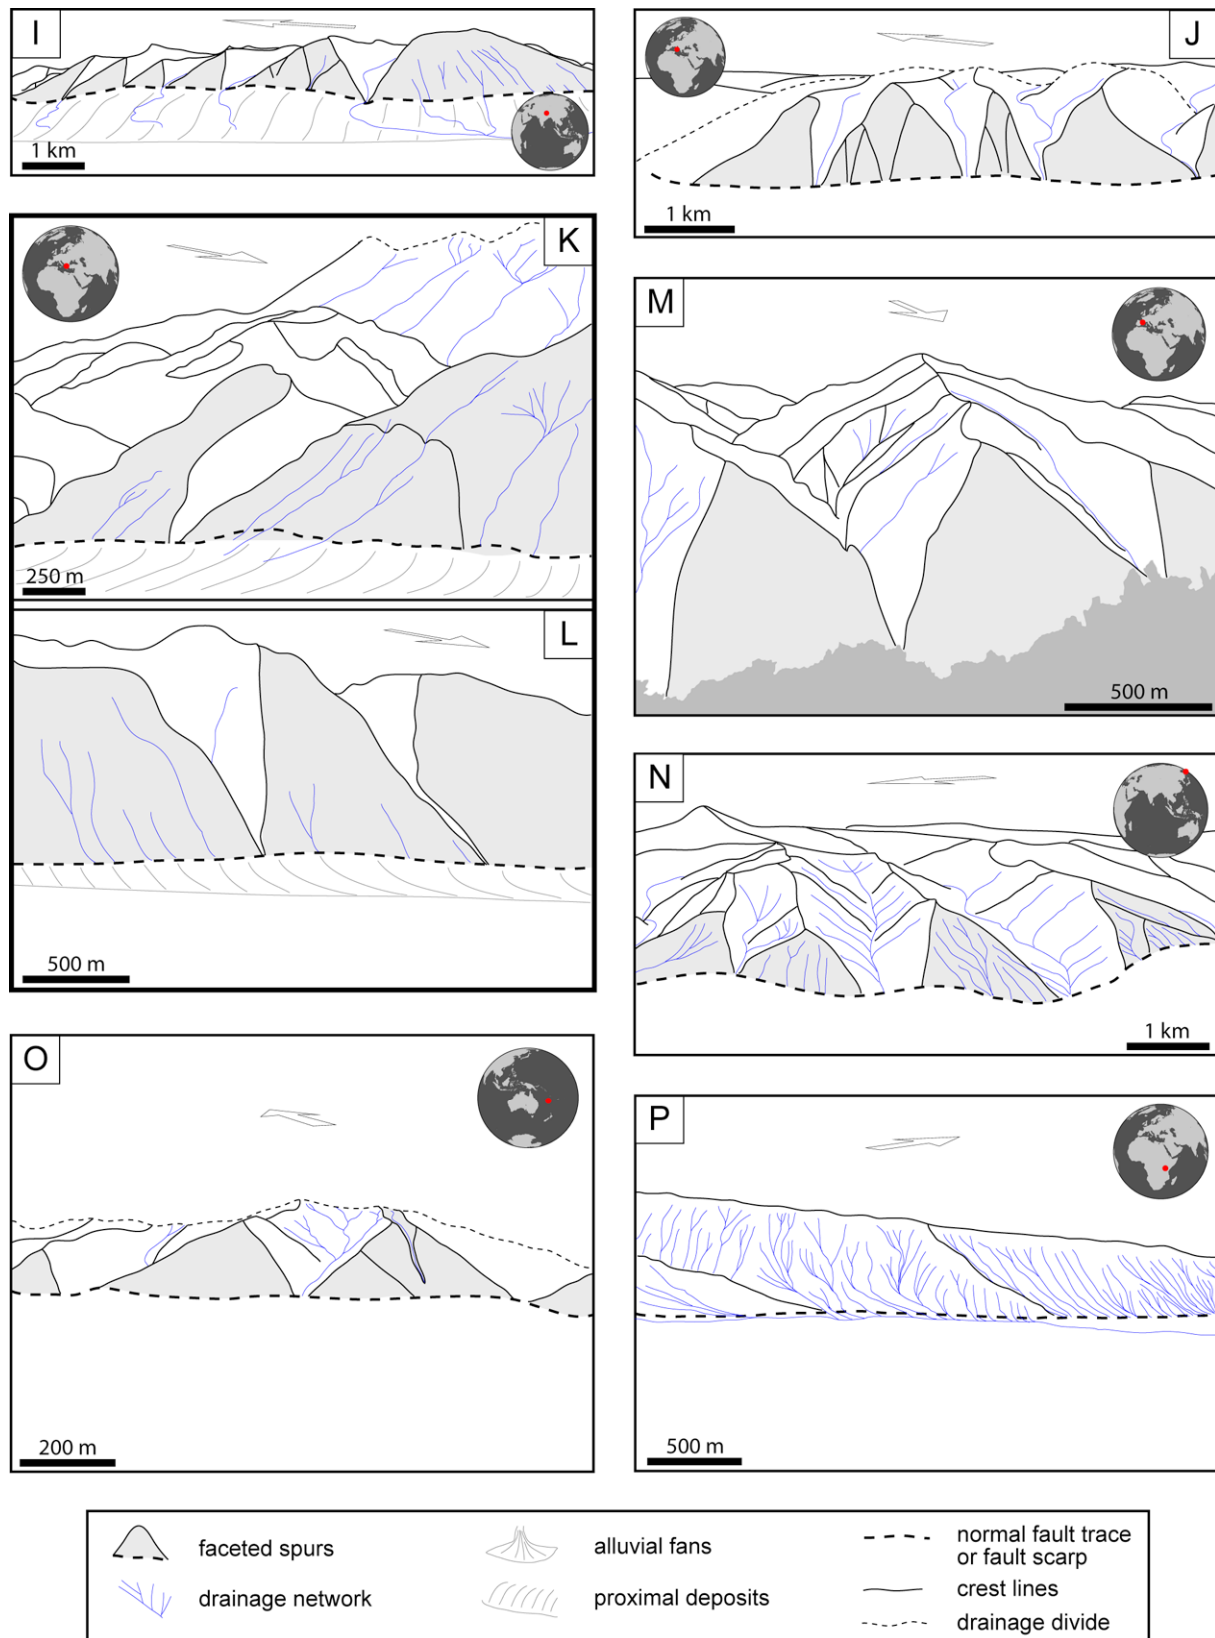 I
1 km
J
1 km
K
250 m
L
500 m
M
500 m
N
1 km
O
200 m
P
500 m
faceted spurs
drainage network
alluvial fans
proximal deposits
normal fault trace
or fault scarp
crest lines
drainage divide